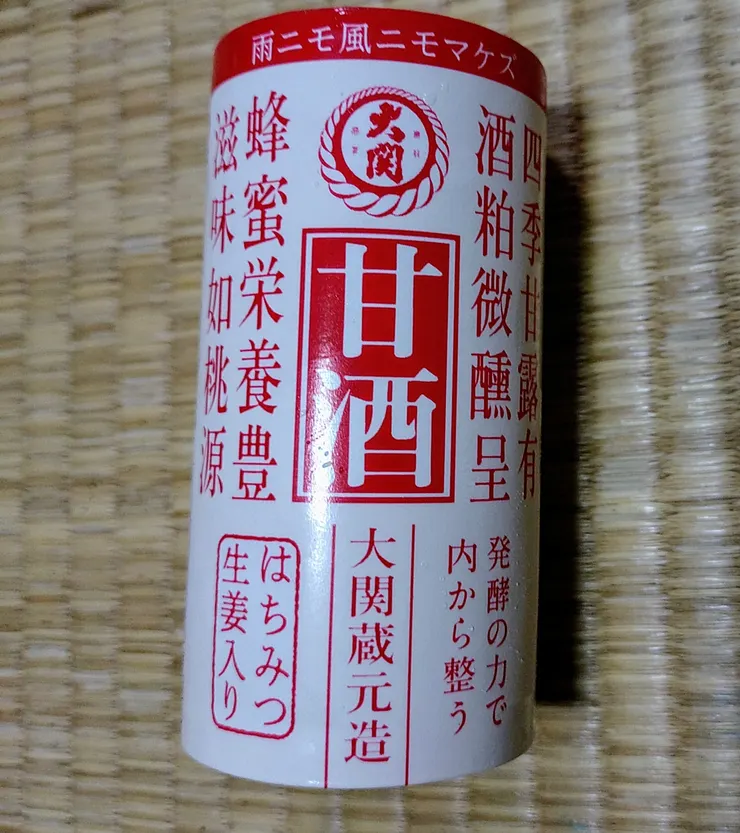 雨ニモ風ニモマケズ
大関
四季甘露有
酒粕微醺呈
甘酒
蜂蜜栄養豊
滋味如桃源
発酵の力で
内から整う
大関蔵元造
はちみつ
生姜入り